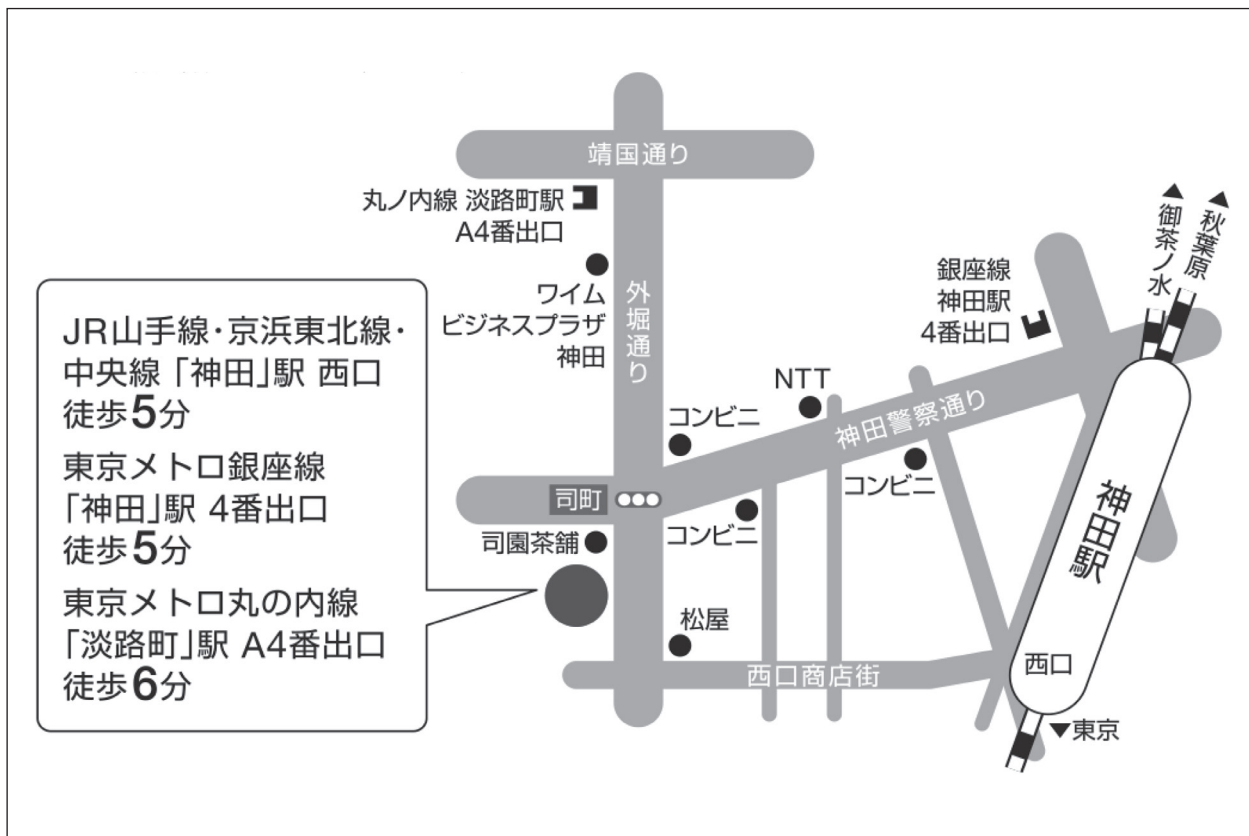 靖国通り
丸ノ内線 淡路町駅
A4番出口
ワイム
ビジネスプラザ
神田
外堀通り
銀座線
神田駅
4番出口
▲御茶ノ水
▲秋葉原
JR山手線・京浜東北線・
中央線「神田」駅 西口
徒歩5分
東京メトロ銀座線
「神田」駅 4番出口
徒歩5分
東京メトロ丸の内線
「淡路町」駅 A4番出口
徒歩6分
NTT
コンビニ
神田警察通り
コンビニ
司町
コンビニ
司園茶舗
神田駅
松屋
西口商店街
西口
▼東京